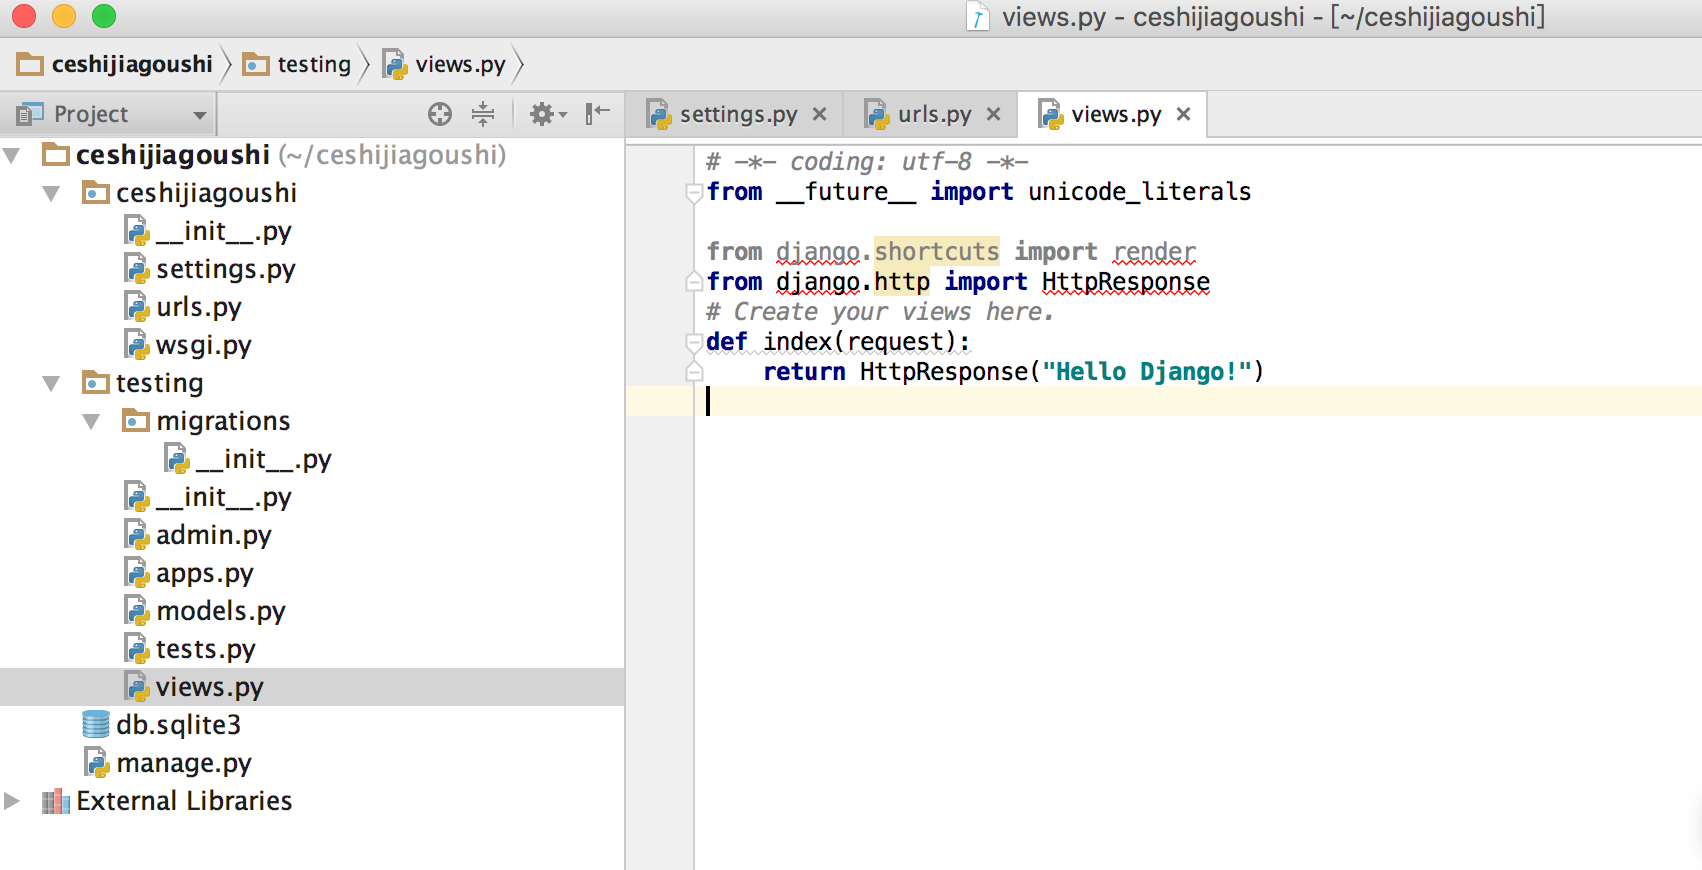 views.py - ceshijiagoushi - [~/ceshijiagoushi]
ceshijiagoushi testing views.py
Project
settings.py urls.py views.py
ceshijiagoushi (~/ceshijiagoushi)
ceshijiagoushi
__init__.py
settings.py
urls.py
wsgi.py
testing
migrations
__init__.py
__init__.py
admin.py
apps.py
models.py
tests.py
views.py
db.sqlite3
manage.py
External Libraries
# -*- coding: utf-8 -*-
from __future__ import unicode_literals
from django.shortcuts import render
from django.http import HttpResponse
# Create your views here.
def index(request):
    return HttpResponse("Hello Django!")